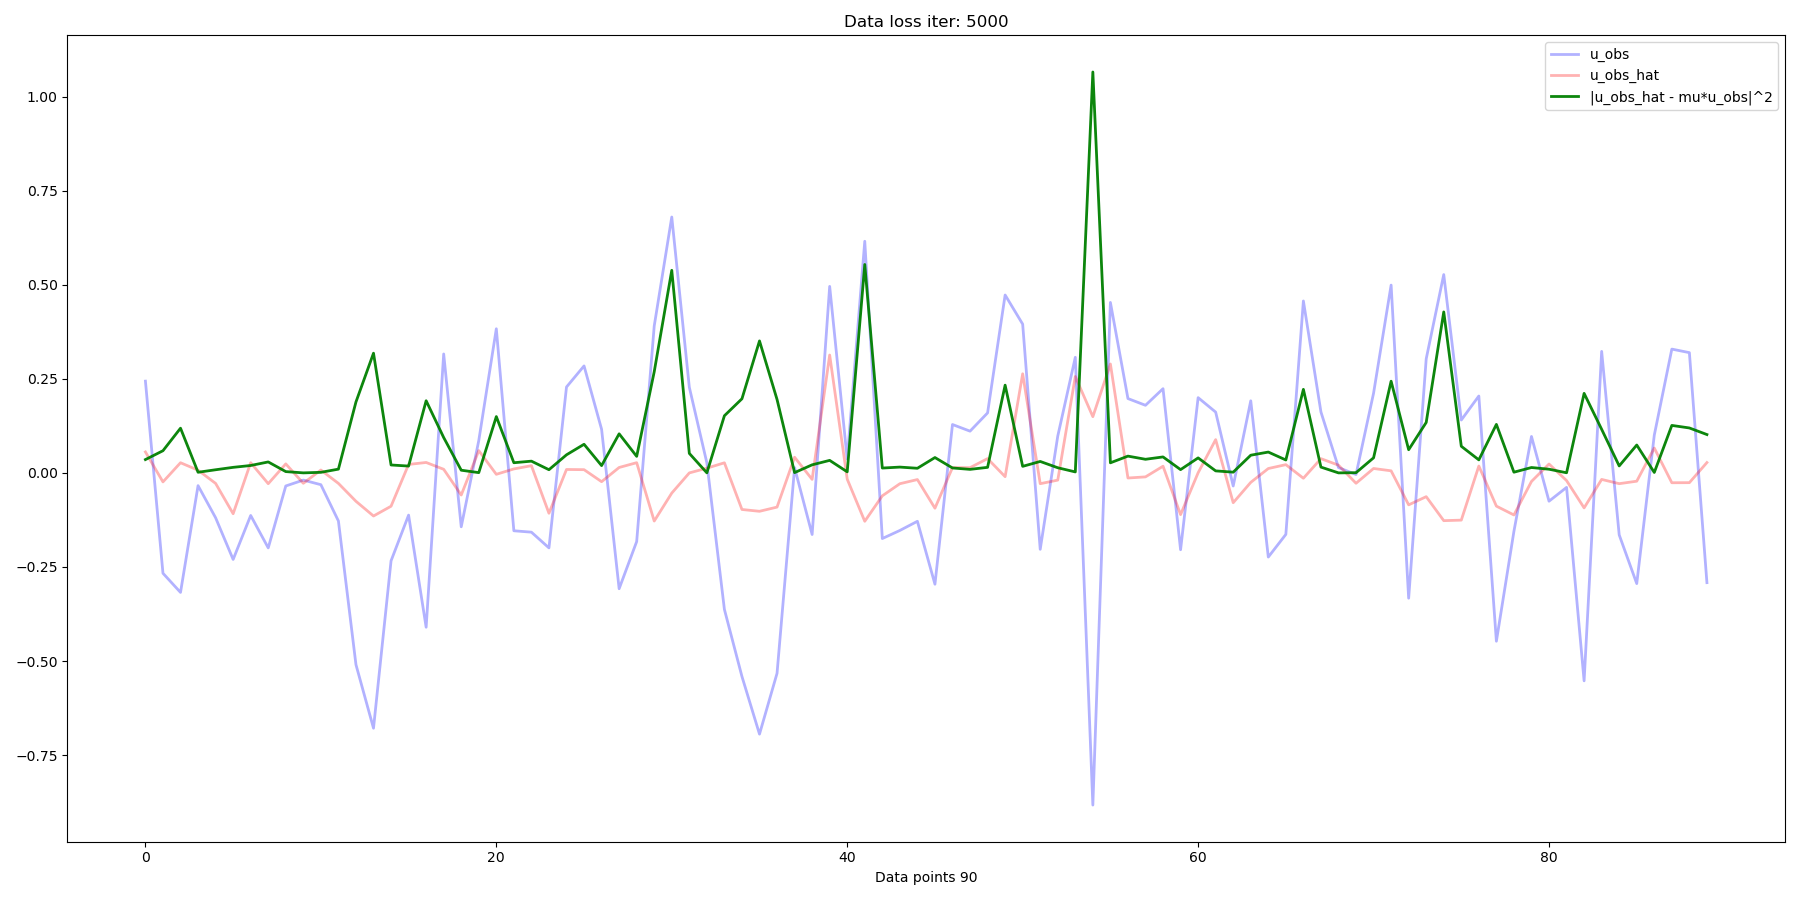 Data loss iter: 5000
u_obs
u_obs_hat
|u_obs_hat - mu*u_obs|^2
1.00
0.75
0.50
0.25
0.00
−0.25
−0.50
−0.75
0 20 40 60 80
Data points 90